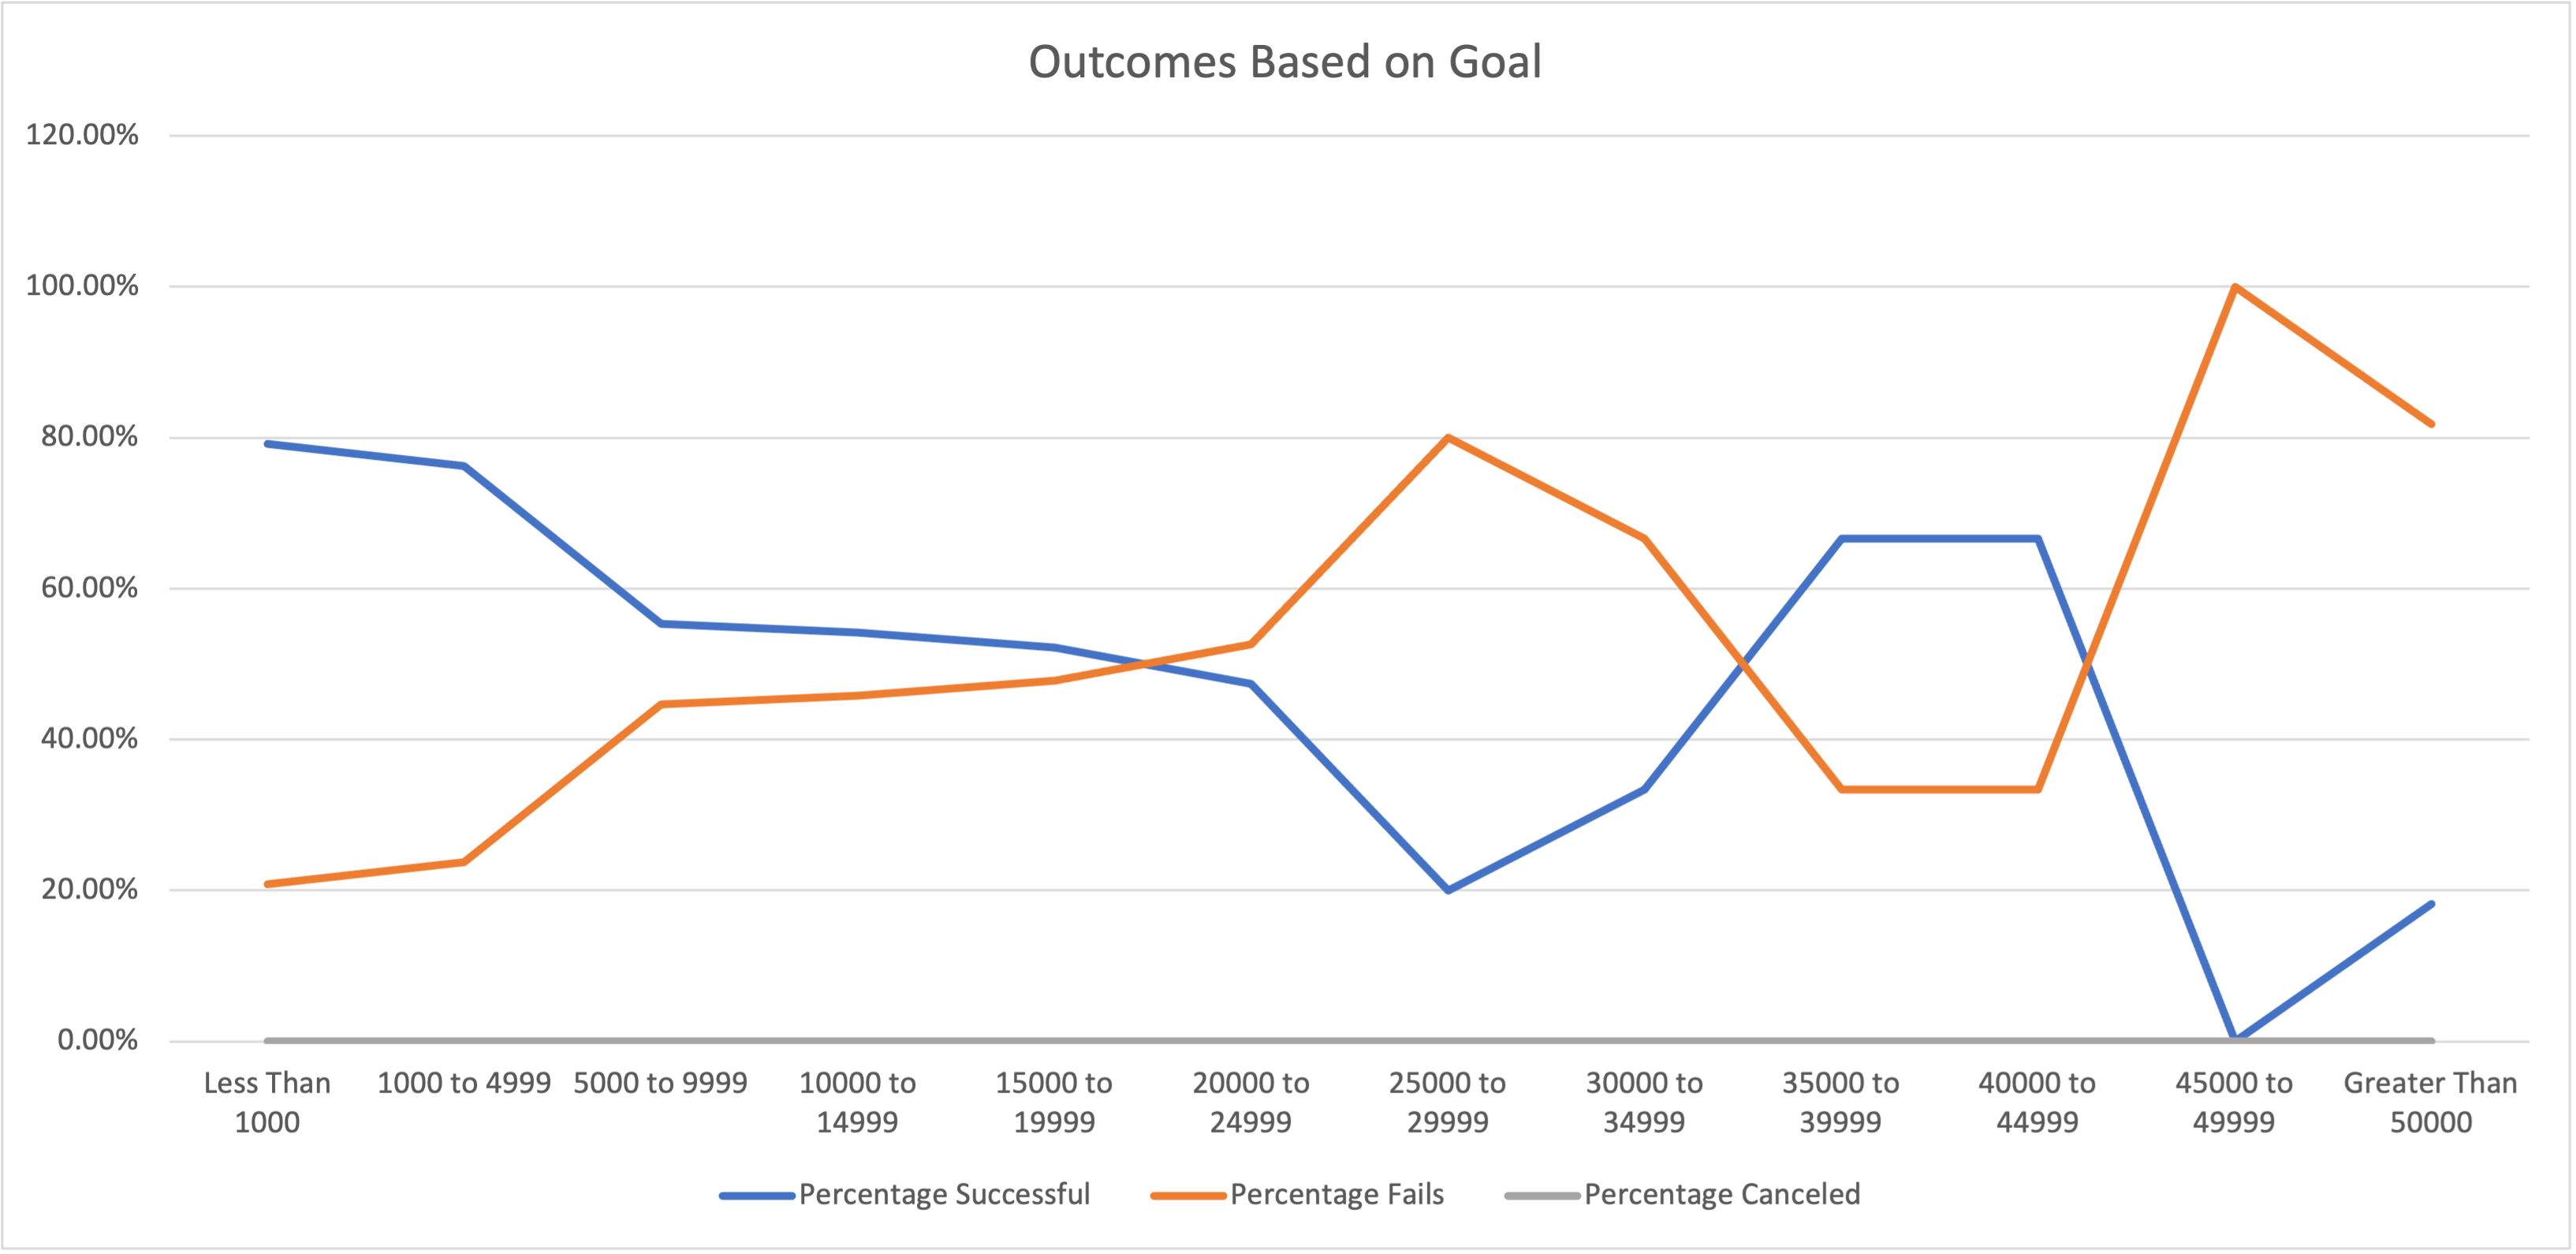 Outcomes Based on Goal
120.00%
100.00%
80.00%
60.00%
40.00%
20.00%
0.00%
Less Than
1000
1000 to 4999
5000 to 9999
10000 to
14999
15000 to
19999
20000 to
24999
25000 to
29999
30000 to
34999
35000 to
39999
40000 to
44999
45000 to
49999
Greater Than
50000
Percentage Successful
Percentage Fails
Percentage Canceled